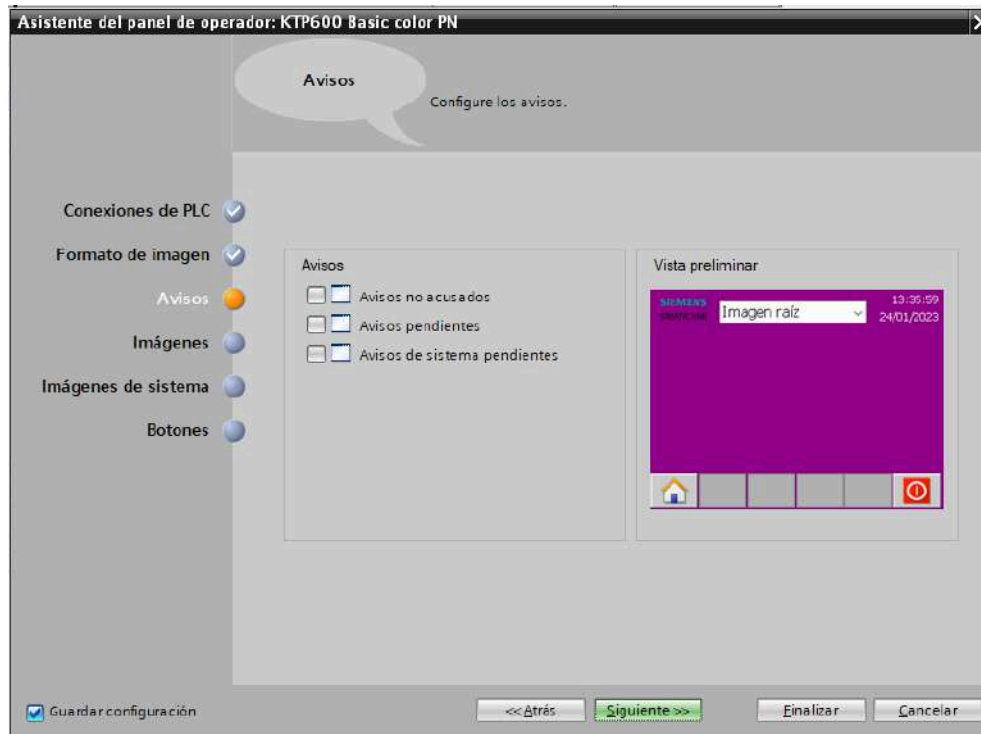 Asistente del panel de operador: KTP600 Basic color PN
Avisos
Configure los avisos.
Conexiones de PLC
Formato de imagen
Avisos
Imágenes
Imágenes de sistema
Botones
Avisos
Avisos no acusados
Avisos pendientes
Avisos de sistema pendientes
Vista preliminar
SIEMENS
Imagen raíz
13:35:59
24/01/2023
Guardar configuración
<<Atrás
Siguiente >>
Finalizar
Cancelar